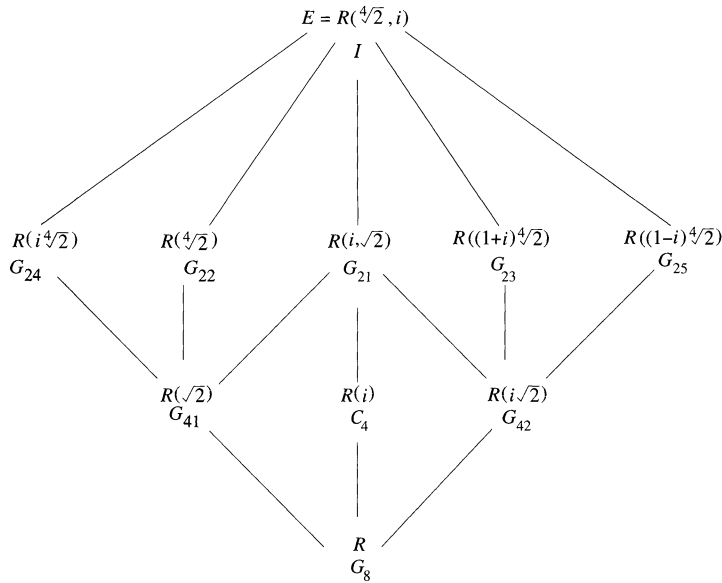 E = R(∜2, i)
I
R(i∜2) R(∜2) R(i,√2) R((1+i)∜2) R((1−i)∜2)
G₂₄ G₂₂ G₂₁ G₂₃ G₂₅
R(√2) R(i) R(i√2)
G₄₁ C₄ G₄₂
R
G₈